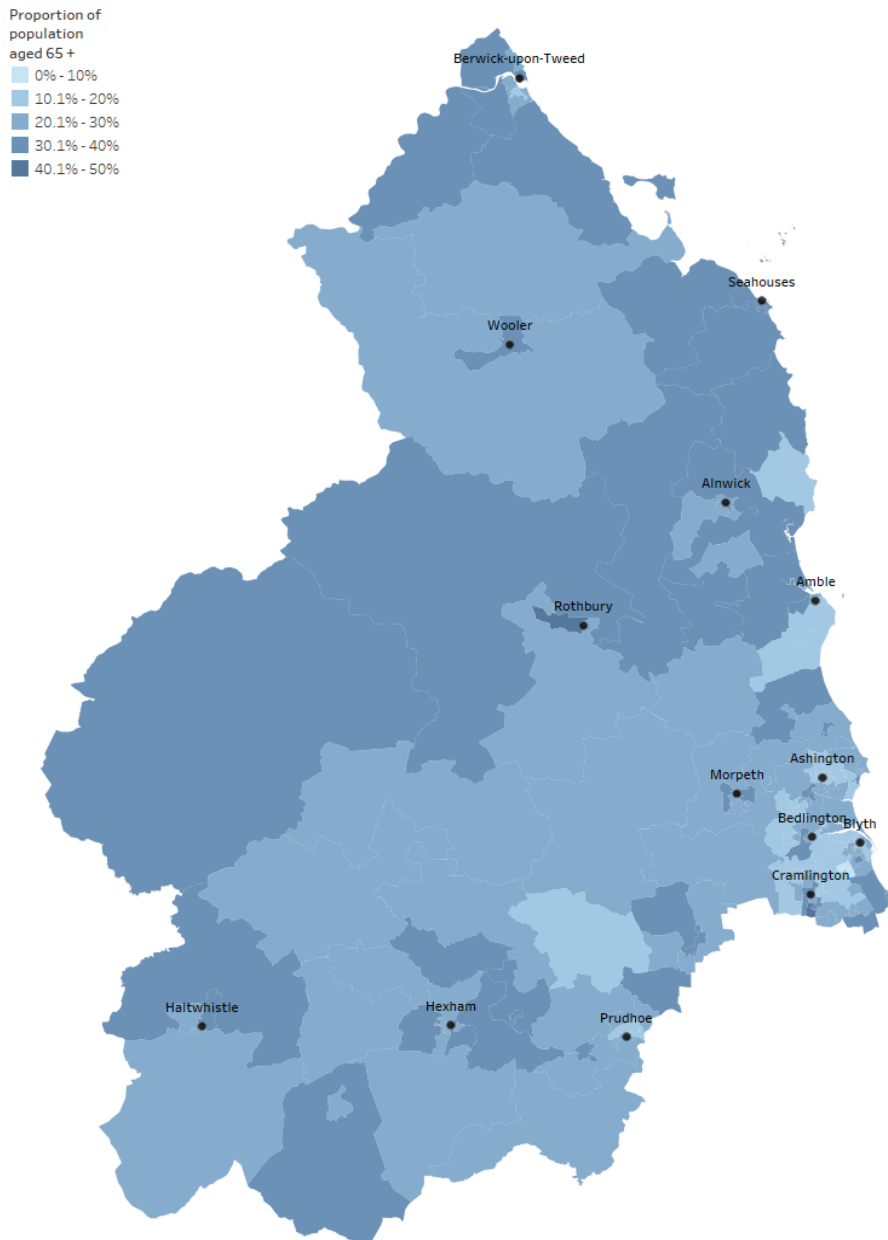 Proportion of
population
aged 65 +
0% - 10%
10.1% - 20%
20.1% - 30%
30.1% - 40%
40.1% - 50%
Berwick-upon-Tweed
Seahouses
Wooler
Alnwick
Amble
Rothbury
Ashington
Morpeth
Bedlington
Blyth
Cramlington
Haltwhistle
Hexham
Prudhoe